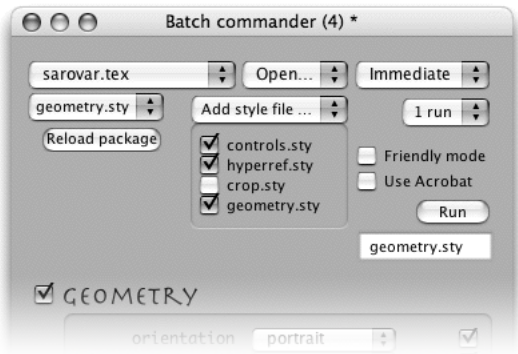 Batch commander (4) *
sarovar.tex Open... Immediate
geometry.sty Add style file ... 1 run
Reload package
controls.sty
hyperref.sty Friendly mode
crop.sty Use Acrobat
geometry.sty Run
geometry.sty
GEOMETRY
orientation portrait